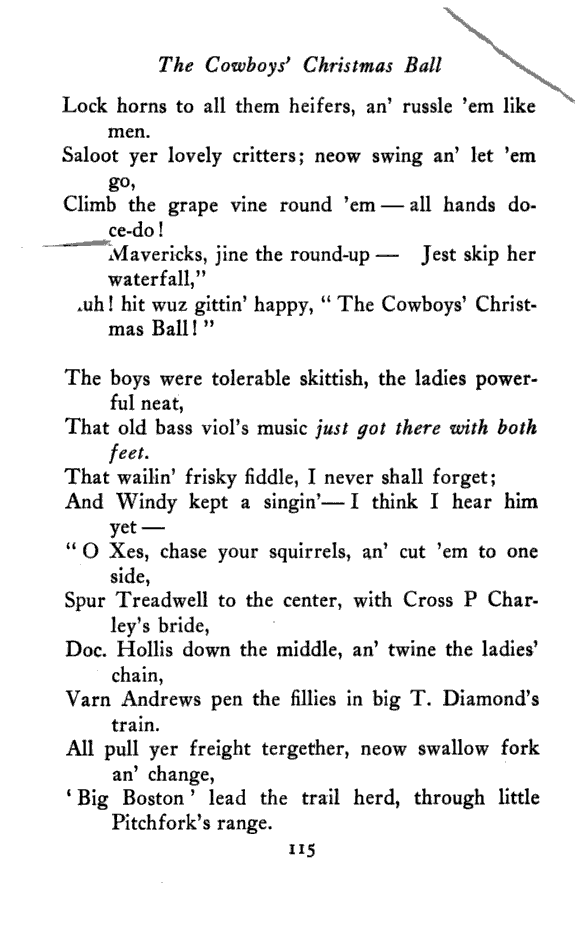 The Cowboys' Christmas Ball
Lock horns to all them heifers, an' russle 'em like
men.
Saloot yer lovely critters; neow swing an' let 'em
go,
Climb the grape vine round 'em — all hands do-
ce-do!
Mavericks, jine the round-up — Jest skip her
waterfall,"
uh! hit wuz gittin' happy, "The Cowboys' Christ-
mas Ball!"
The boys were tolerable skittish, the ladies power-
ful neat,
That old bass viol's music just got there with both
feet.
That wailin' frisky fiddle, I never shall forget;
And Windy kept a singin'— I think I hear him
yet —
"O Xes, chase your squirrels, an' cut 'em to one
side,
Spur Treadwell to the center, with Cross P Char-
ley's bride,
Doc. Hollis down the middle, an' twine the ladies'
chain,
Varn Andrews pen the fillies in big T. Diamond's
train.
All pull yer freight tergether, neow swallow fork
an' change,
'Big Boston' lead the trail herd, through little
Pitchfork's range.
115